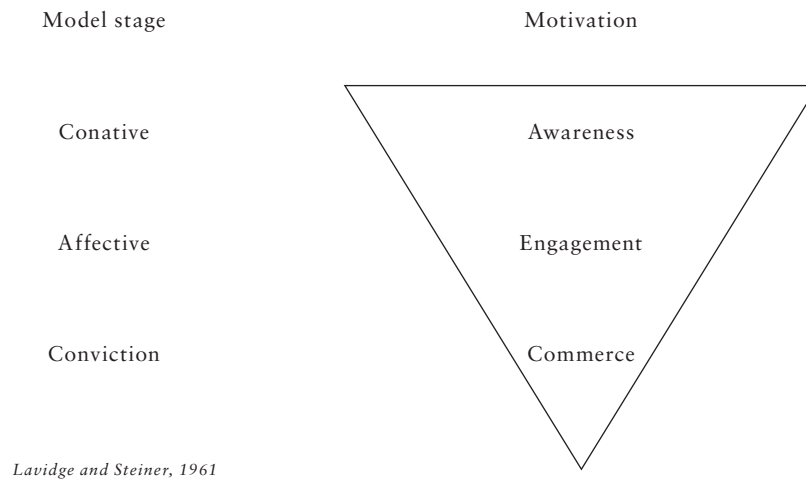 Model stage Motivation
Conative Awareness
Affective Engagement
Conviction Commerce
Lavidge and Steiner, 1961